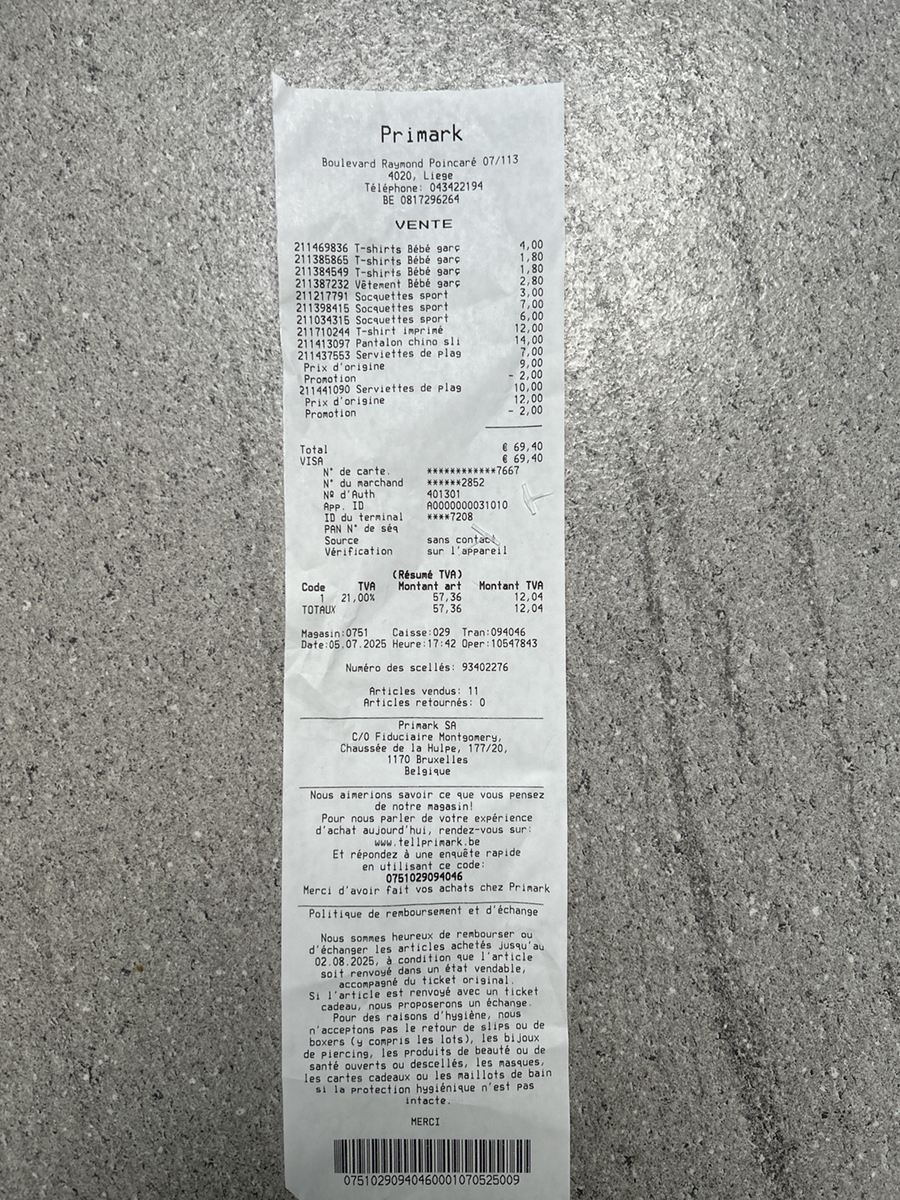 Primark
Boulevard Raymond Poincaré 07/113
4020, Liege
Téléphone: 043422194
BE 0817296264
VENTE
211469836 T-shirts Bébé garç 4,00
211385865 T-shirts Bébé garç 1,80
211384549 T-shirts Bébé garç 1,80
211387232 Vêtement Bébé garç 2,80
211217791 Socquettes sport 3,00
211398415 Socquettes sport 7,00
211034315 Socquettes sport 6,00
211710244 T-shirt imprimé 12,00
211413097 Pantalon chino sli 14,00
211437553 Serviettes de plag 7,00
Prix d'origine 9,00
Promotion - 2,00
211441090 Serviettes de plag 10,00
Prix d'origine 12,00
Promotion - 2,00
Total € 69,40
VISA € 69,40
N° de carte. ************7667
N° du marchand ******2852
Nº d'Auth 401301
App. ID A0000000031010
ID du terminal ****7208
PAN N° de séq
Source sans contact
Vérification sur l'appareil
(Résumé TVA)
Code TVA Montant art Montant TVA
1 21,00% 57,36 12,04
TOTAUX 57,36 12,04
Magasin:0751 Caisse:029 Tran:094046
Date:05.07.2025 Heure:17:42 Oper:10547843
Numéro des scellés: 93402276
Articles vendus: 11
Articles retournés: 0
Primark SA
C/O Fiduciaire Montgomery,
Chaussée de la Hulpe, 177/20,
1170 Bruxelles
Belgique
Nous aimerions savoir ce que vous pensez
de notre magasin!
Pour nous parler de votre expérience
d'achat aujourd'hui, rendez-vous sur:
www.tellprimark.be
Et répondez à une enquête rapide
en utilisant ce code:
0751029094046
Merci d'avoir fait vos achats chez Primark
Politique de remboursement et d'échange
Nous sommes heureux de rembourser ou
d'échanger les articles achetés jusqu'au
02.08.2025, à condition que l'article
soit renvoyé dans un état vendable,
accompagné du ticket original.
Si l'article est renvoyé avec un ticket
cadeau, nous proposerons un échange.
Pour des raisons d'hygiène, nous
n'acceptons pas le retour de slips ou de
boxers (y compris les lots), les bijoux
de piercing, les produits de beauté ou de
santé ouverts ou descellés, les masques,
les cartes cadeaux ou les maillots de bain
si la protection hygiénique n'est pas
intacte.
MERCI
07510290940460001070525009